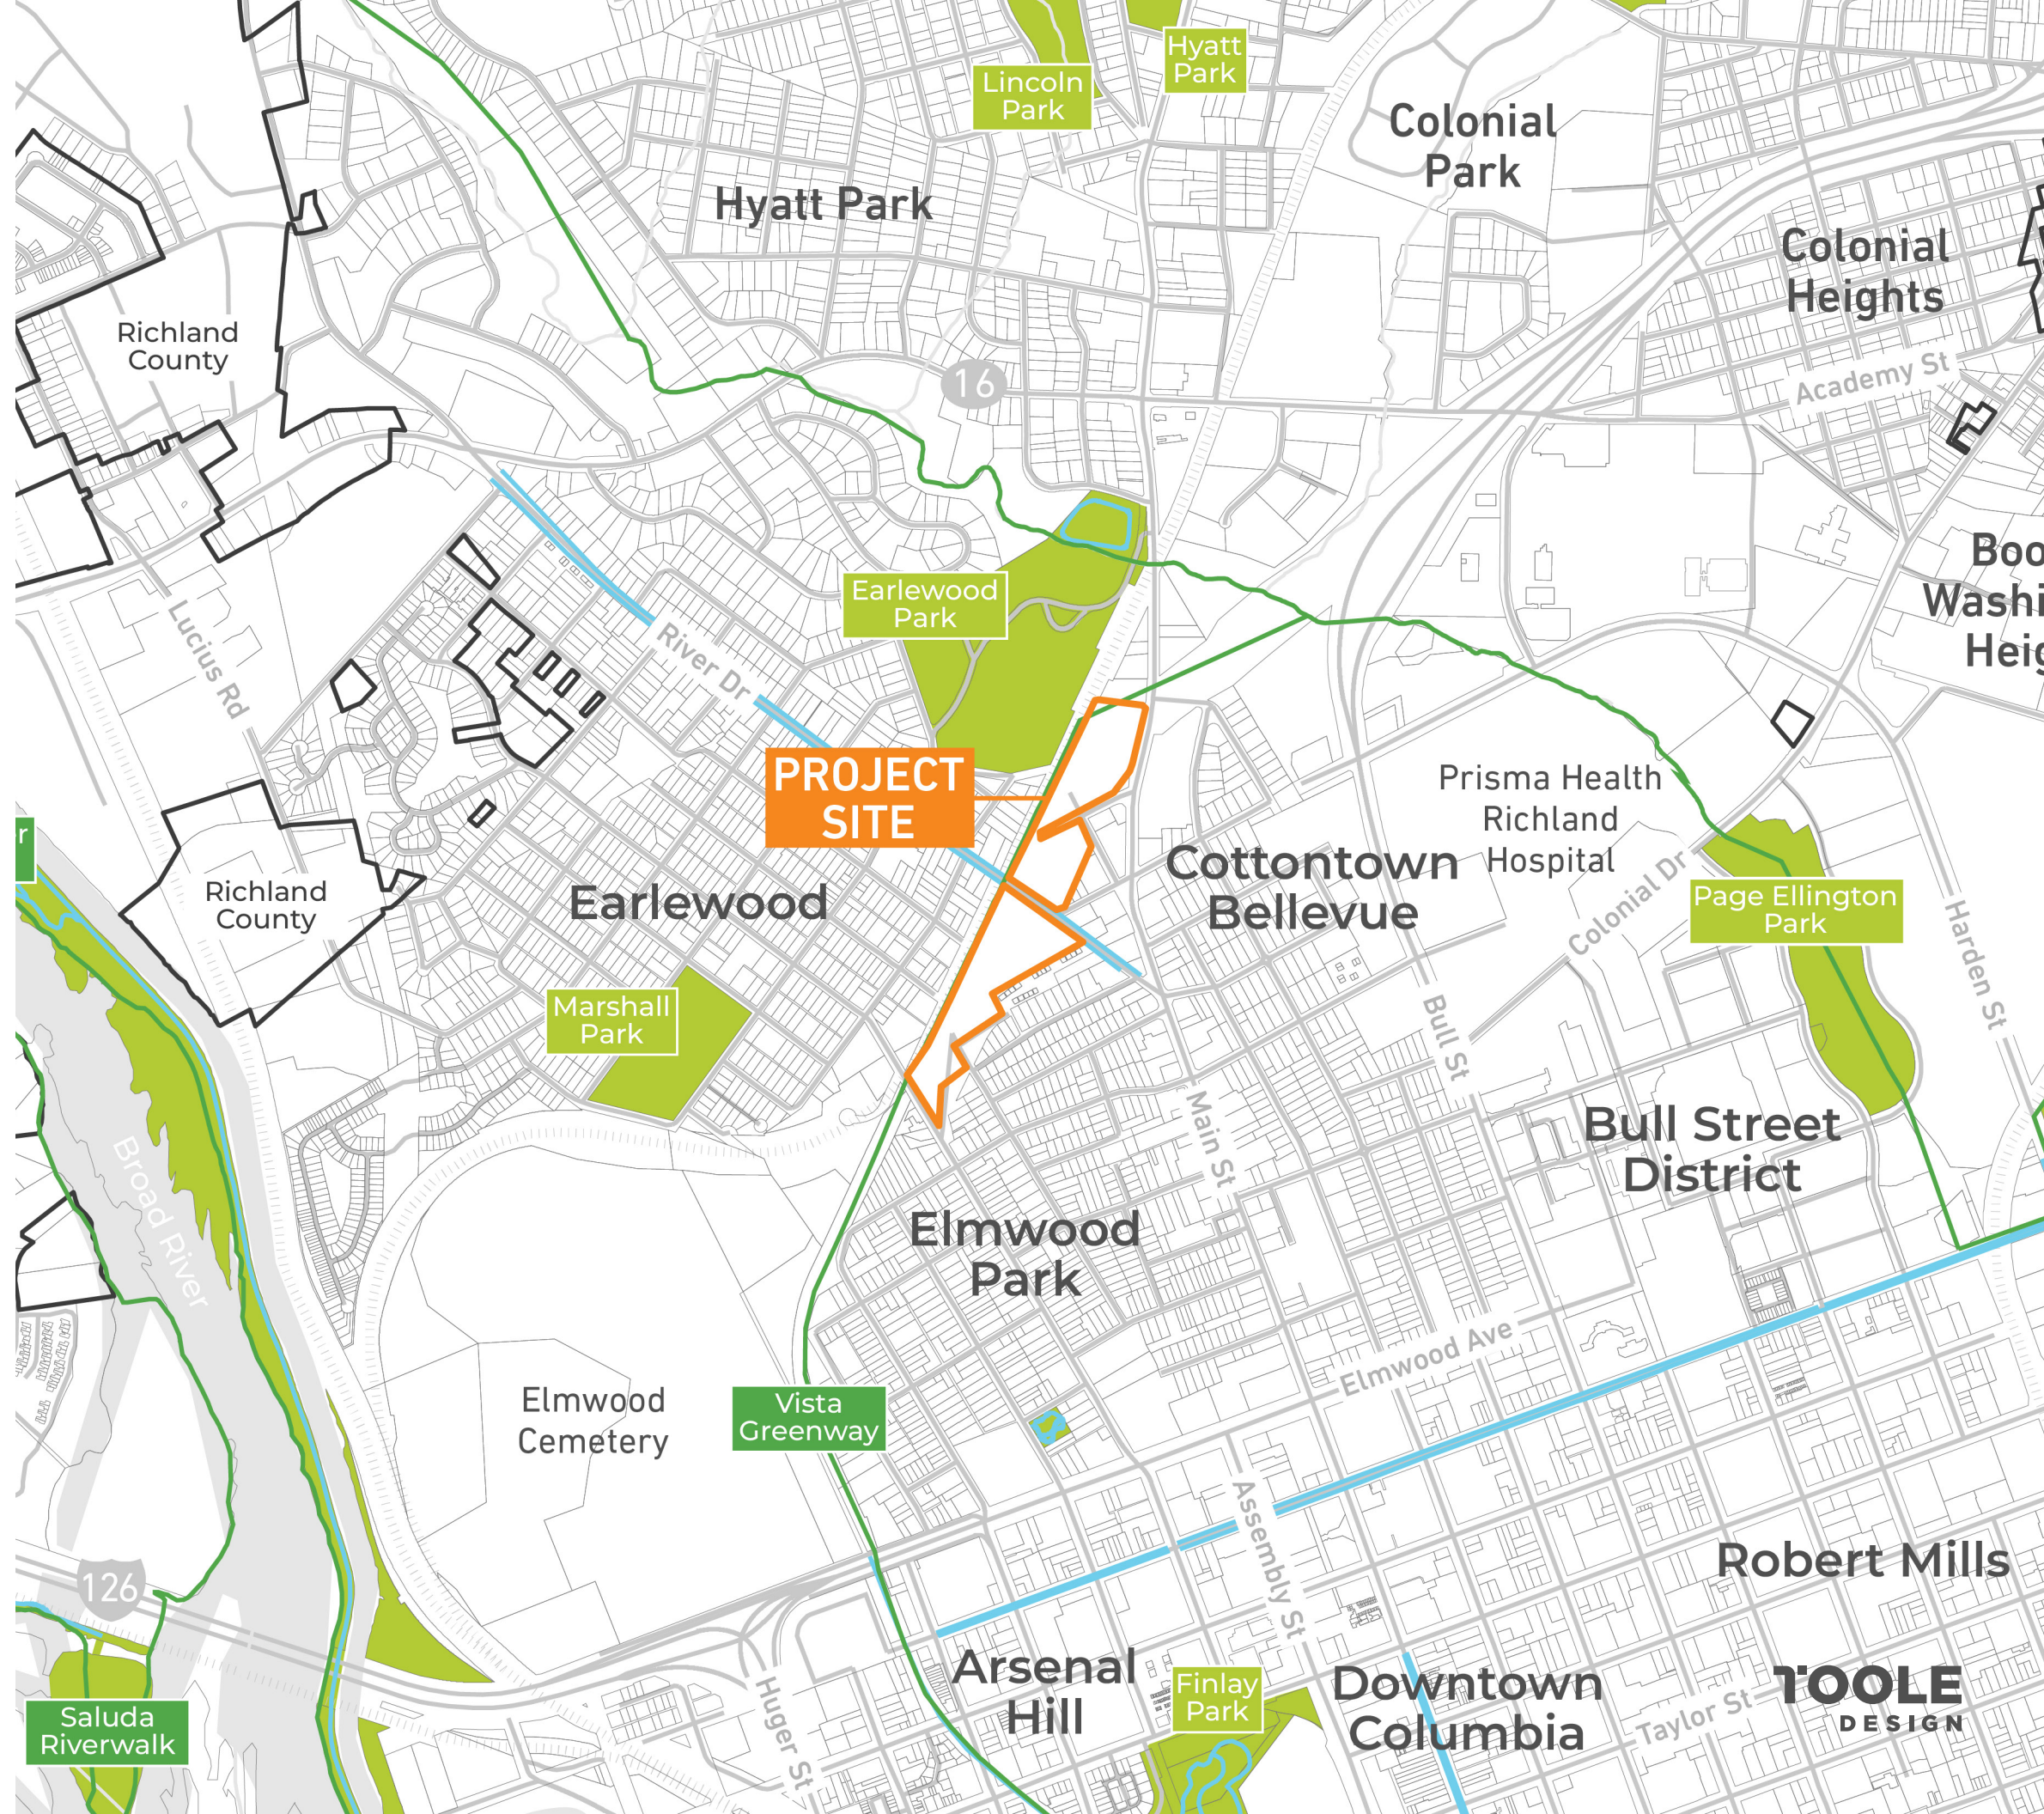 Hyatt
Park
Lincoln
Park
Colonial
Park
Hyatt Park
Colonial
Heights
Richland
County
16
Academy St
Boo
Washi
Heig
Earlewood
Park
Lucius Rd
River Dr
PROJECT
SITE
Prisma Health
Richland
Hospital
r
Cottontown
Bellevue
Colonial Dr
Page Ellington
Park
Richland
County
Earlewood
Harden St
Marshall
Park
Bull St
Main St
Bull Street
District
Broad River
Elmwood
Park
Elmwood Ave
Elmwood
Cemetery
Vista
Greenway
Assembly St
126
Robert Mills
Arsenal
Hill
Finlay
Park
Downtown
Columbia
Huger St
Taylor St
TOOLE
DESIGN
Saluda
Riverwalk